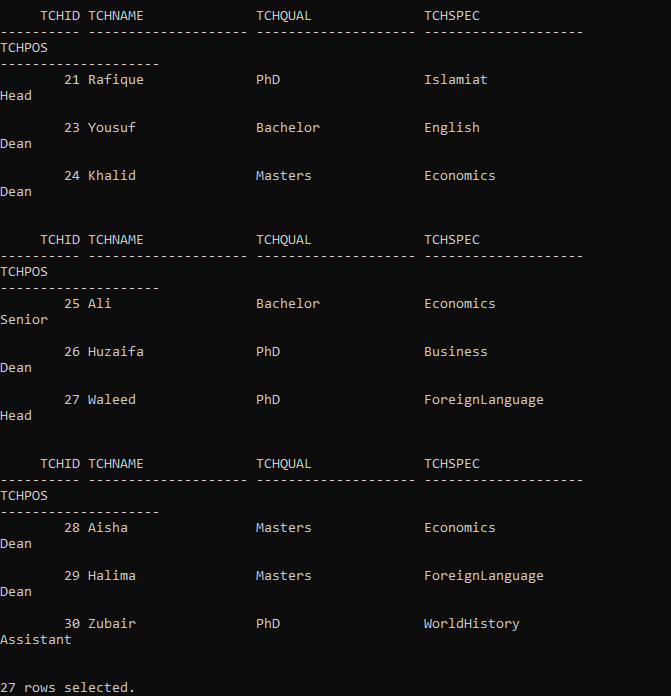 TCHID TCHNAME              TCHQUAL              TCHSPEC
---------- -------------------- -------------------- --------------------
TCHPOS
--------------------
        21 Rafique              PhD                  Islamiat
Head

        23 Yousuf               Bachelor             English
Dean

        24 Khalid               Masters              Economics
Dean


     TCHID TCHNAME              TCHQUAL              TCHSPEC
---------- -------------------- -------------------- --------------------
TCHPOS
--------------------
        25 Ali                  Bachelor             Economics
Senior

        26 Huzaifa              PhD                  Business
Dean

        27 Waleed               PhD                  ForeignLanguage
Head


     TCHID TCHNAME              TCHQUAL              TCHSPEC
---------- -------------------- -------------------- --------------------
TCHPOS
--------------------
        28 Aisha                Masters              Economics
Dean

        29 Halima               Masters              ForeignLanguage
Dean

        30 Zubair               PhD                  WorldHistory
Assistant


27 rows selected.